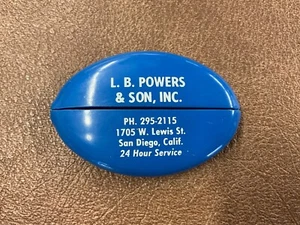 L. B. POWERS
& SON, INC.
PH. 295-2115
1705 W. Lewis St.
San Diego, Calif.
24 Hour Service